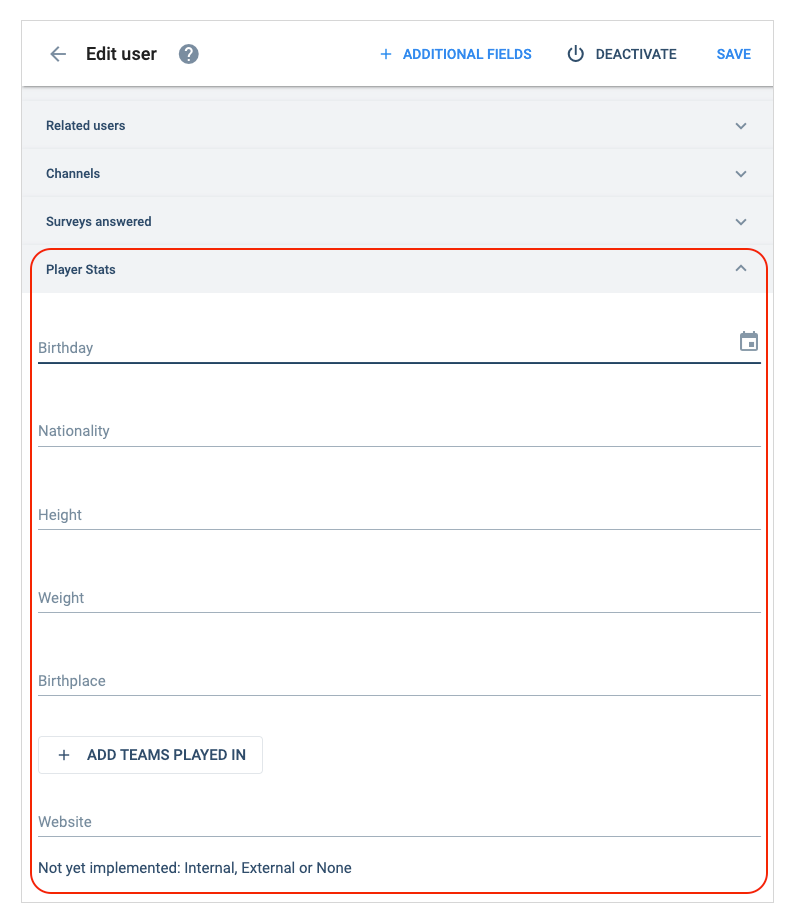 Edit user ?
+ ADDITIONAL FIELDS
DEACTIVATE
SAVE
Related users
Channels
Surveys answered
Player Stats
Birthday
Nationality
Height
Weight
Birthplace
+ ADD TEAMS PLAYED IN
Website
Not yet implemented: Internal, External or None